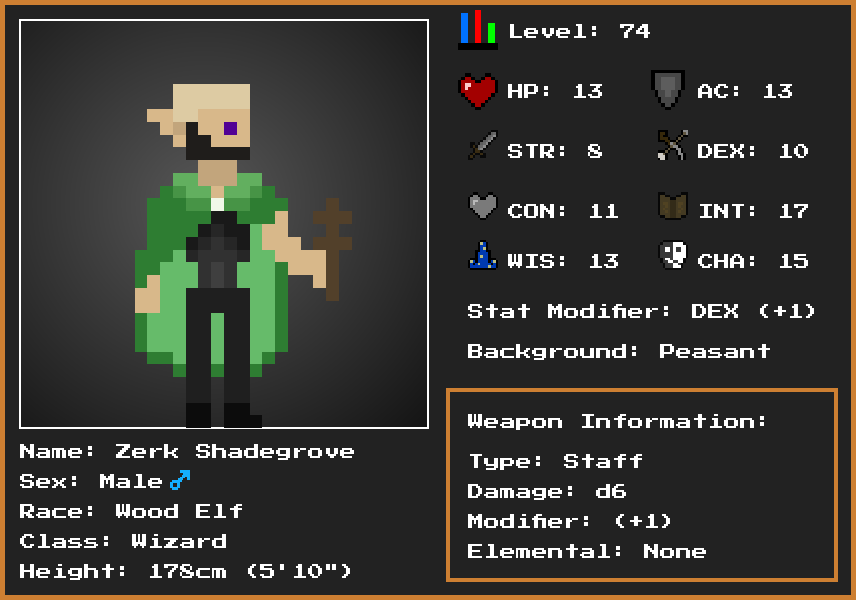 Level: 74
HP: 13 AC: 13
STR: 8 DEX: 10
CON: 11 INT: 17
WIS: 13 CHA: 15
Stat Modifier: DEX (+1)
Background: Peasant
Weapon Information:
Type: Staff
Damage: d6
Modifier: (+1)
Elemental: None
Name: Zerk Shadegrove
Sex: Male♂
Race: Wood Elf
Class: Wizard
Height: 178cm (5'10")